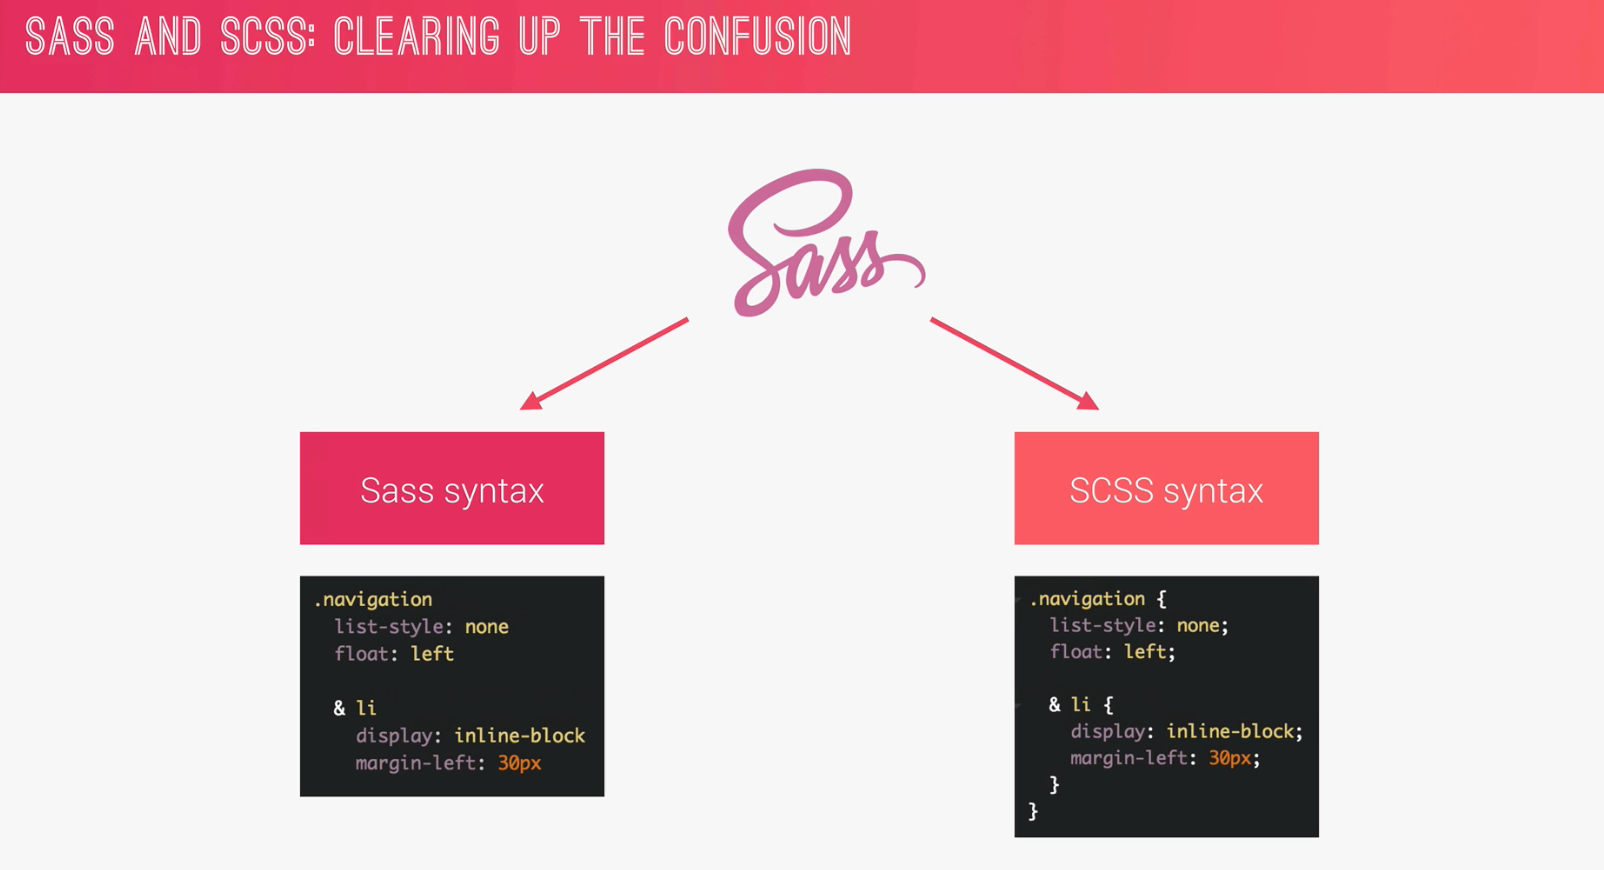 SASS AND SCSS: CLEARING UP THE CONFUSION
Sass
Sass syntax
.navigation
  list-style: none
  float: left

  & li
    display: inline-block
    margin-left: 30px
SCSS syntax
.navigation {
  list-style: none;
  float: left;

  & li {
    display: inline-block;
    margin-left: 30px;
  }
}